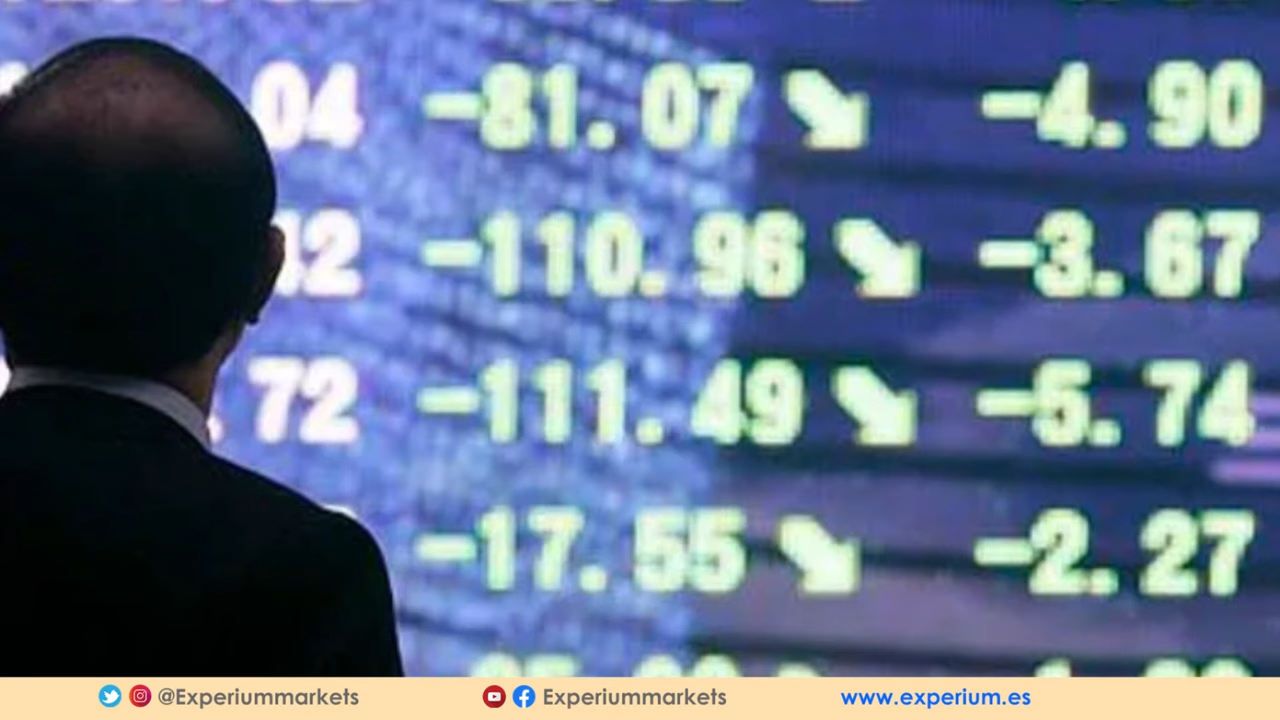 04 -81.07 -4.90
42 -110.96 -3.67
.72 -111.49 -5.74
-17.55 -2.27
@Experiummarkets Experiummarkets www.experium.es